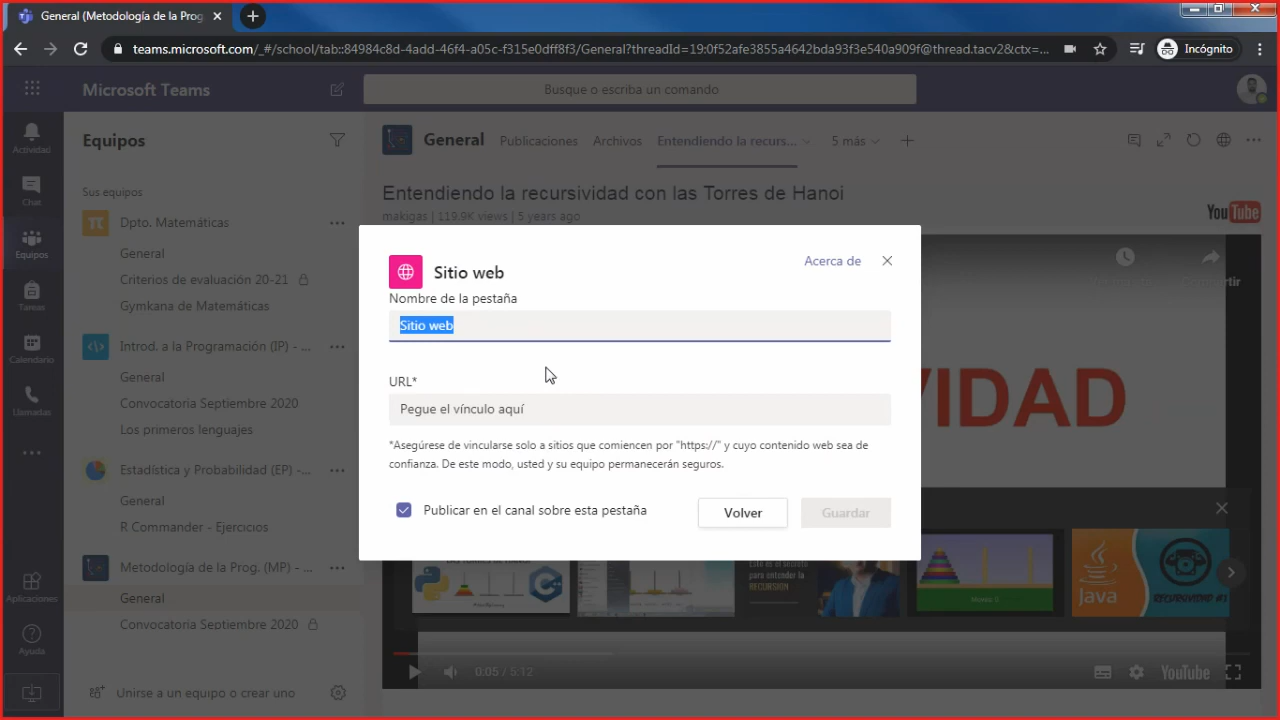 General (Metodología de la Prog
teams.microsoft.com/_#/school/tab::84984c8d-4add-46f4-a05c-f315e0dff8f3/General?threadId=19:0f52afe3855a4642bda93f3e540a909f@thread.tacv2&ctx=...
Incógnito
Microsoft Teams
Busque o escriba un comando
Actividad
Chat
Equipos
Tareas
Calendario
Llamadas
Aplicaciones
Ayuda
Equipos
Sus equipos
Dpto. Matemáticas
General
Criterios de evaluación 20-21
Gymkana de Matemáticas
Introd. a la Programación (IP) - ...
General
Convocatoria Septiembre 2020
Los primeros lenguajes
Estadística y Probabilidad (EP) -...
General
R Commander - Ejercicios
Metodología de la Prog. (MP) - ...
General
Convocatoria Septiembre 2020
Unirse a un equipo o crear uno
General
Publicaciones
Archivos
Entendiendo la recurs...
5 más
Entendiendo la recursividad con las Torres de Hanoi
makigas | 119.9K views | 5 years ago
YouTube
Sitio web
Acerca de
Nombre de la pestaña
Sitio web
URL*
Pegue el vínculo aquí
*Asegúrese de vincularse solo a sitios que comiencen por "https://" y cuyo contenido web sea de
confianza. De este modo, usted y su equipo permanecerán seguros.
Publicar en el canal sobre esta pestaña
Volver
Guardar
IVIDAD
para entender la
RECURSION
Java
RECURSIVIDAD #1
0:05 / 5:12
YouTube